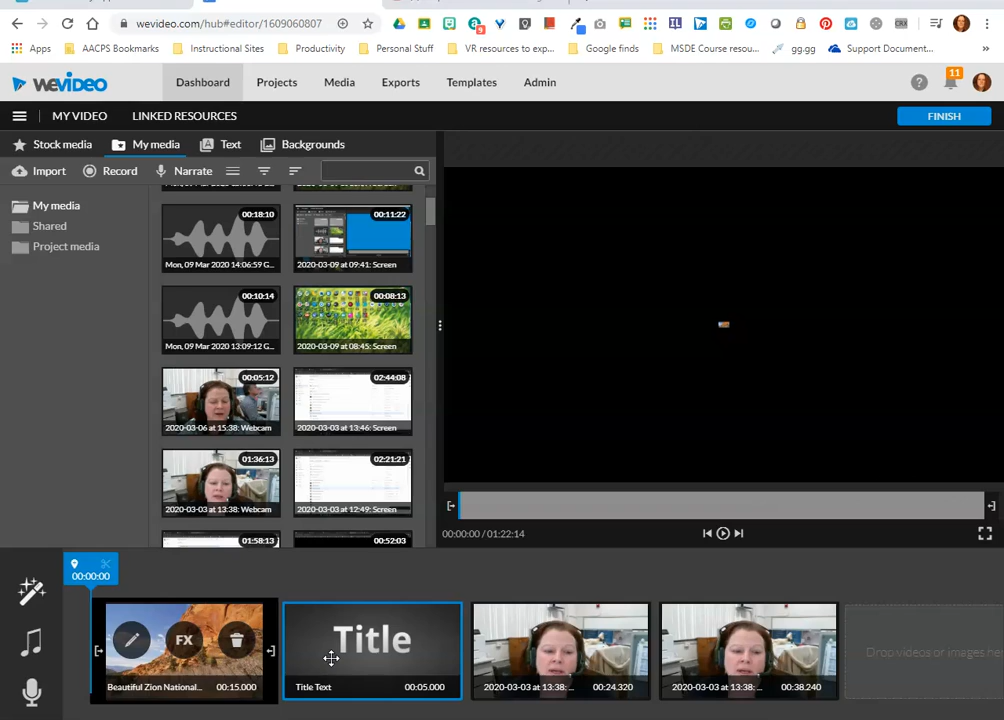 wevideo.com/hub#editor/1609060807
9
Apps
AACPS Bookmarks
Instructional Sites
Productivity
Personal Stuff
VR resources to exp...
Google finds
MSDE Course resou...
gg.gg
Support Document...
»
wevideo
Dashboard
Projects
Media
Exports
Templates
Admin
11
MY VIDEO
LINKED RESOURCES
FINISH
Stock media
My media
Text
Backgrounds
Import
Record
Narrate
My media
Shared
Project media
00:18:10
Mon, 09 Mar 2020 14:06:59 G...
00:11:22
2020-03-09 at 09:41: Screen
00:10:14
Mon, 09 Mar 2020 13:09:12 G...
00:08:13
2020-03-09 at 08:45: Screen
00:05:12
2020-03-06 at 15:38: Webcam
02:44:08
2020-03-03 at 13:46: Screen
01:36:13
2020-03-03 at 13:38: Webcam
02:21:21
2020-03-03 at 12:49: Screen
01:58:13
00:52:03
00:00:00 / 01:22:14
00:00:00
FX
Beautiful Zion National...
00:15.000
Title
Title Text
00:05.000
2020-03-03 at 13:38: ...
00:24.320
2020-03-03 at 13:38: ...
00:38.240
Drop videos or images here